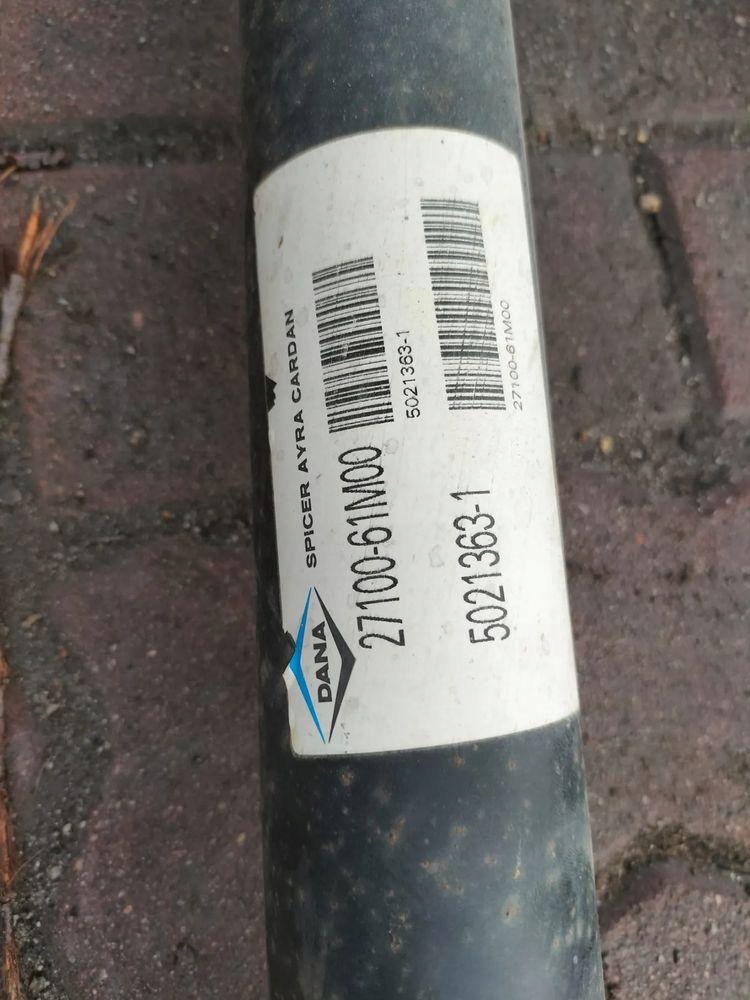 DANA
SPICER AYRA CARDAN
27100-61M00
5021363-1
5021363-1
27100-61M00